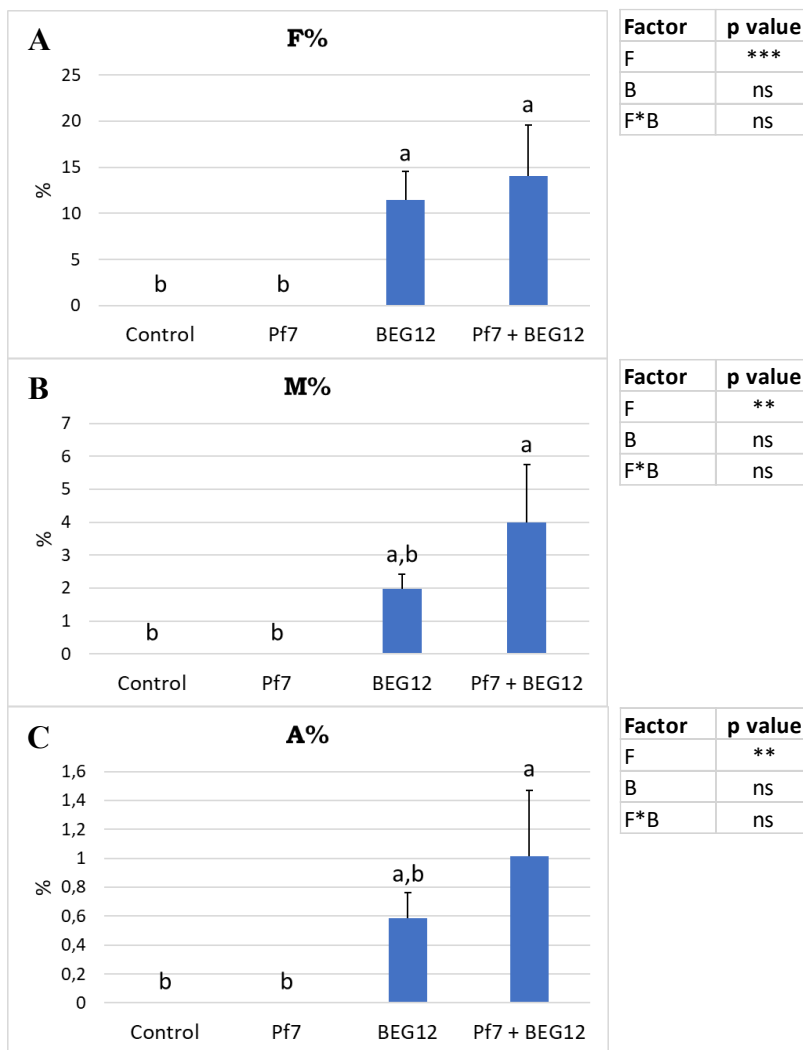 A
F%
25
20
15
10
5
0
%
b
b
a
a
Control Pf7 BEG12 Pf7 + BEG12
Factor p value
F ***
B ns
F*B ns
B
M%
7
6
5
4
3
2
1
0
%
b
b
a,b
a
Control Pf7 BEG12 Pf7 + BEG12
Factor p value
F **
B ns
F*B ns
C
A%
1,6
1,4
1,2
1
0,8
0,6
0,4
0,2
0
%
b
b
a,b
a
Control Pf7 BEG12 Pf7 + BEG12
Factor p value
F **
B ns
F*B ns